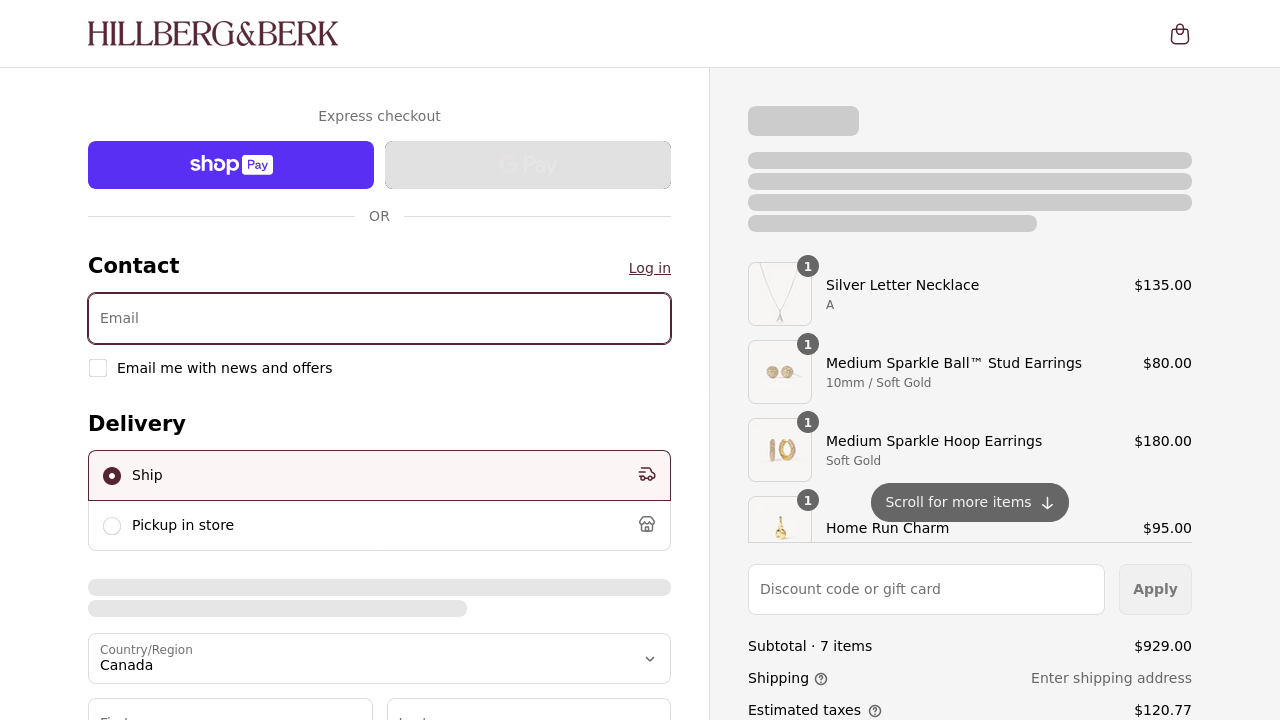 HILLBERG&BERK
Express checkout
shop Pay
G Pay
OR
Contact
Log in
Email
Email me with news and offers
Delivery
Ship
Pickup in store
Country/Region
Canada
1
Silver Letter Necklace
$135.00
A
1
Medium Sparkle Ball™ Stud Earrings
$80.00
10mm / Soft Gold
1
Medium Sparkle Hoop Earrings
$180.00
Soft Gold
Scroll for more items
1
Home Run Charm
$95.00
Discount code or gift card
Apply
Subtotal · 7 items
$929.00
Shipping
Enter shipping address
Estimated taxes
$120.77